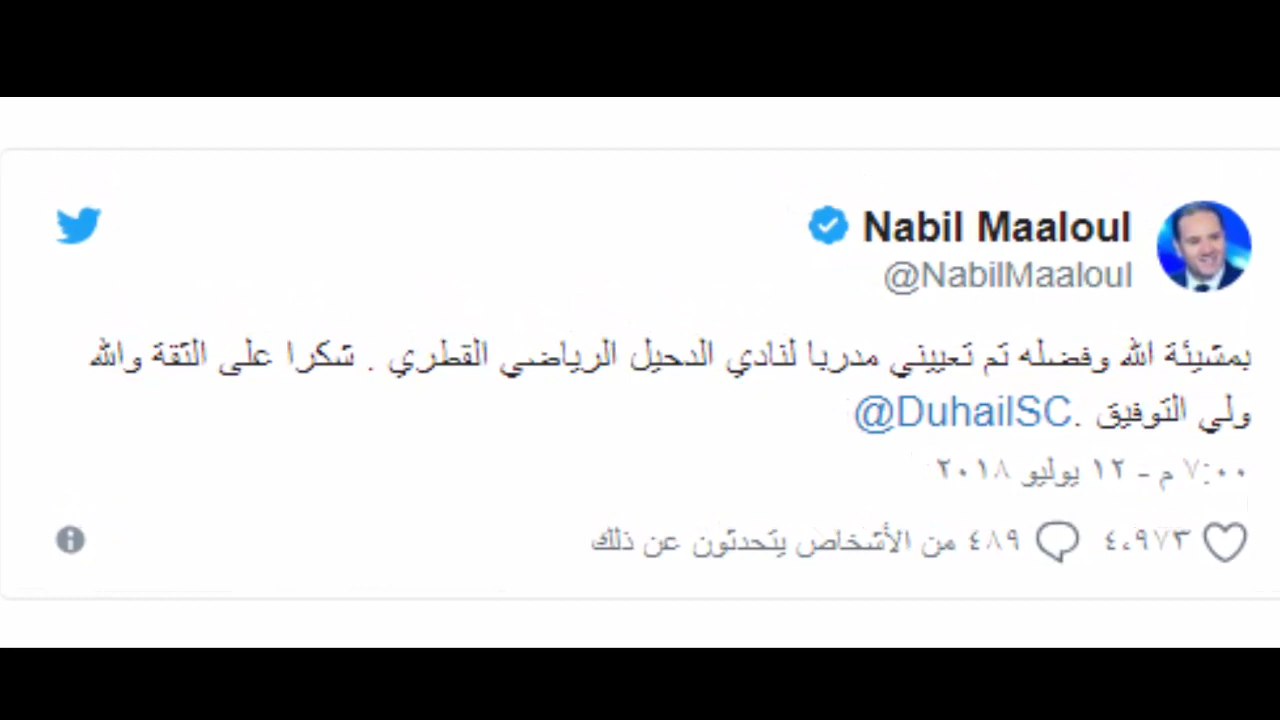 Nabil Maaloul
@NabilMaaloul
بمشيئة الله وفضله تم تعييني مدربا لنادي الدحيل الرياضي القطري . شكرا على الثقة والله
ولي التوفيق .@DuhailSC
٧:٠٠ م - ١٢ يوليو ٢٠١٨
٤،٩٧٣ ٤٨٩ من الأشخاص يتحدثون عن ذلك